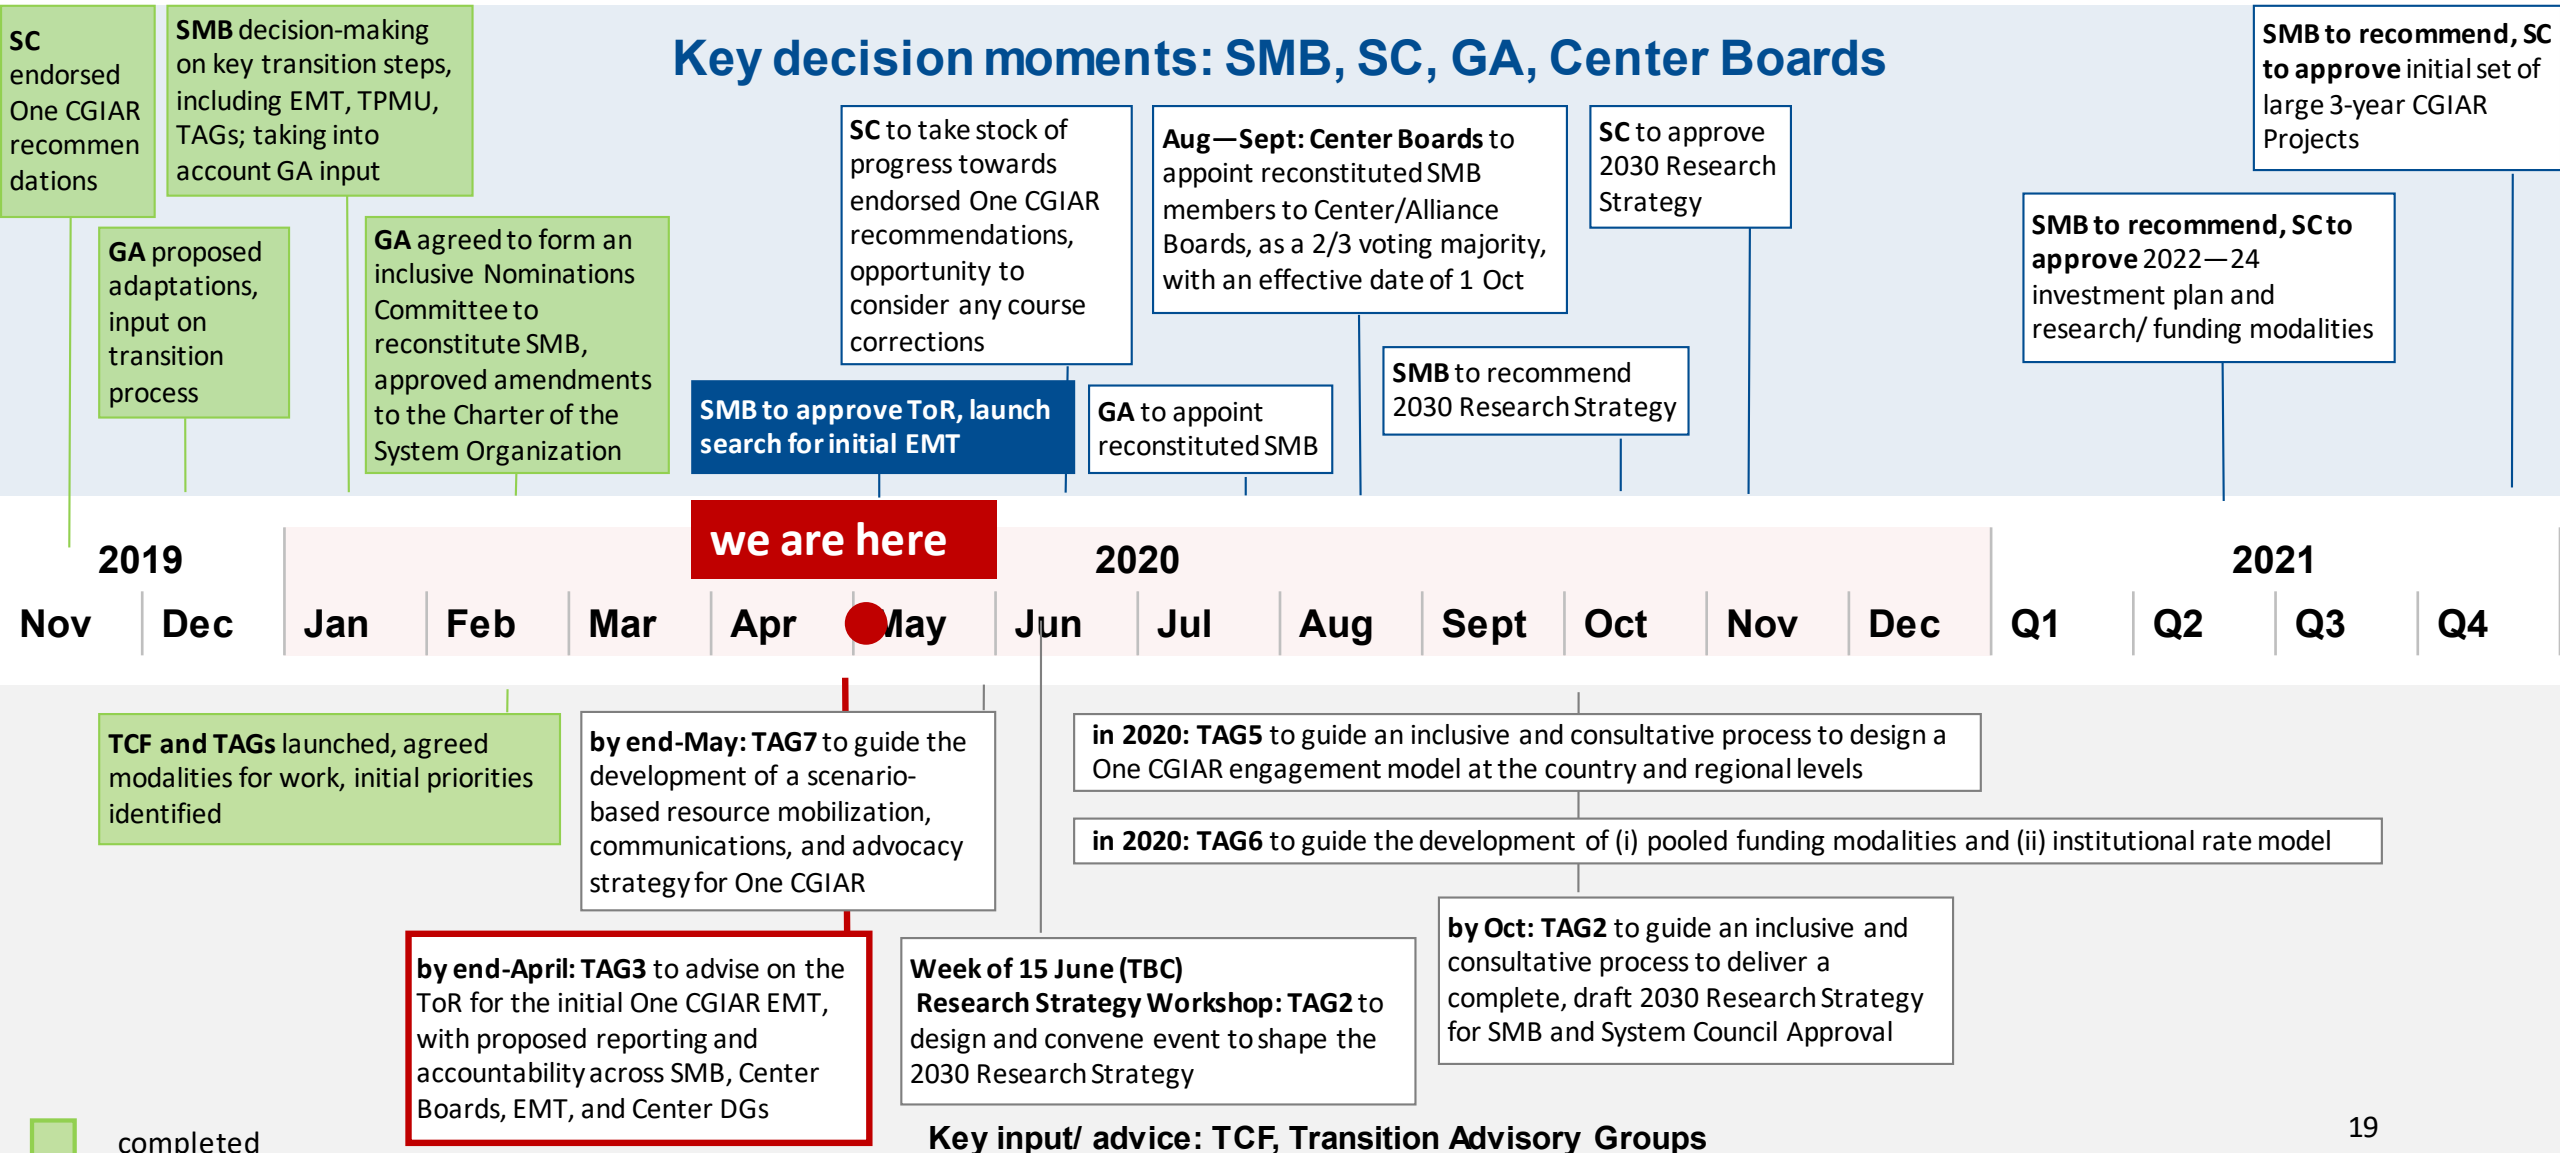 SC
endorsed
One CGIAR
recommen
dations
SMB decision-making
on key transition steps,
including EMT, TPMU,
TAGs; taking into
account GA input
Key decision moments: SMB, SC, GA, Center Boards
SMB to recommend, SC
to approve initial set of
large 3-year CGIAR
Projects
GA proposed
adaptations,
input on
transition
process
GA agreed to form an
inclusive Nominations
Committee to
reconstitute SMB,
approved amendments
to the Charter of the
System Organization
SC to take stock of
progress towards
endorsed One CGIAR
recommendations,
opportunity to
consider any course
corrections
Aug—Sept: Center Boards to
appoint reconstituted SMB
members to Center/Alliance
Boards, as a 2/3 voting majority,
with an effective date of 1 Oct
SC to approve
2030 Research
Strategy
SMB to recommend, SC to
approve 2022—24
investment plan and
research/ funding modalities
SMB to approve ToR, launch
search for initial EMT
GA to appoint
reconstituted SMB
SMB to recommend
2030 Research Strategy
we are here
2019 2020 2021
Nov Dec Jan Feb Mar Apr May Jun Jul Aug Sept Oct Nov Dec Q1 Q2 Q3 Q4
TCF and TAGs launched, agreed
modalities for work, initial priorities
identified
by end-May: TAG7 to guide the
development of a scenario-
based resource mobilization,
communications, and advocacy
strategy for One CGIAR
in 2020: TAG5 to guide an inclusive and consultative process to design a
One CGIAR engagement model at the country and regional levels
in 2020: TAG6 to guide the development of (i) pooled funding modalities and (ii) institutional rate model
by end-April: TAG3 to advise on the
ToR for the initial One CGIAR EMT,
with proposed reporting and
accountability across SMB, Center
Boards, EMT, and Center DGs
Week of 15 June (TBC)
Research Strategy Workshop: TAG2 to
design and convene event to shape the
2030 Research Strategy
by Oct: TAG2 to guide an inclusive and
consultative process to deliver a
complete, draft 2030 Research Strategy
for SMB and System Council Approval
completed
Key input/ advice: TCF, Transition Advisory Groups
19